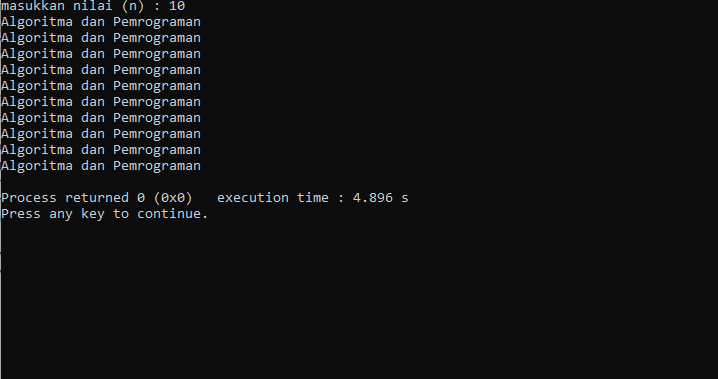 masukkan nilai (n) : 10
Algoritma dan Pemrograman
Algoritma dan Pemrograman
Algoritma dan Pemrograman
Algoritma dan Pemrograman
Algoritma dan Pemrograman
Algoritma dan Pemrograman
Algoritma dan Pemrograman
Algoritma dan Pemrograman
Algoritma dan Pemrograman
Algoritma dan Pemrograman
Process returned 0 (0x0)   execution time : 4.896 s
Press any key to continue.